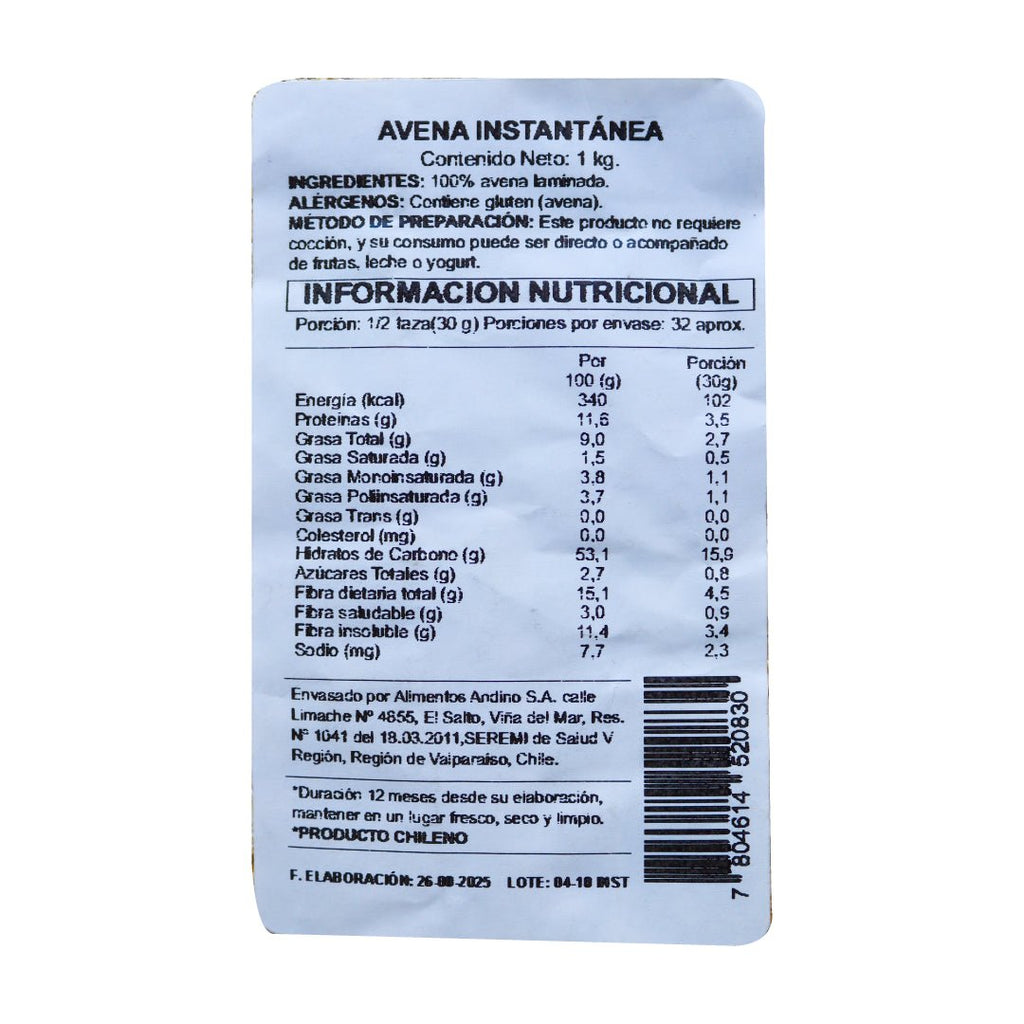 AVENA INSTANTÁNEA
Contenido Neto: 1 kg.
INGREDIENTES: 100% avena laminada.
ALÉRGENOS: Contiene gluten (avena).
MÉTODO DE PREPARACIÓN: Este producto no requiere
cocción, y su consumo puede ser directo o acompañado
de frutas, leche o yogurt.
INFORMACION NUTRICIONAL
Porción: 1/2 taza(30 g) Porciones por envase: 32 aprox.
Por 100 (g) Porción (30g)
Energía (kcal) 340 102
Proteínas (g) 11,6 3,5
Grasa Total (g) 9,0 2,7
Grasa Saturada (g) 1,5 0,5
Grasa Monoinsaturada (g) 3,8 1,1
Grasa Poliinsaturada (g) 3,7 1,1
Grasa Trans (g) 0,0 0,0
Colesterol (mg) 0,0 0,0
Hidratos de Carbono (g) 53,1 15,9
Azúcares Totales (g) 2,7 0,8
Fibra dietaria total (g) 15,1 4,5
Fibra saludable (g) 3,0 0,9
Fibra insoluble (g) 11,4 3,4
Sodio (mg) 7,7 2,3
Envasado por Alimentos Andino S.A. calle
Limache Nº 4855, El Salto, Viña del Mar, Res.
Nº 1041 del 18.03.2011,SEREMI de Salud V
Región, Región de Valparaíso, Chile.
*Duración 12 meses desde su elaboración,
mantener en un lugar fresco, seco y limpio.
*PRODUCTO CHILENO
F. ELABORACIÓN: LOTE:
7 804614 520830